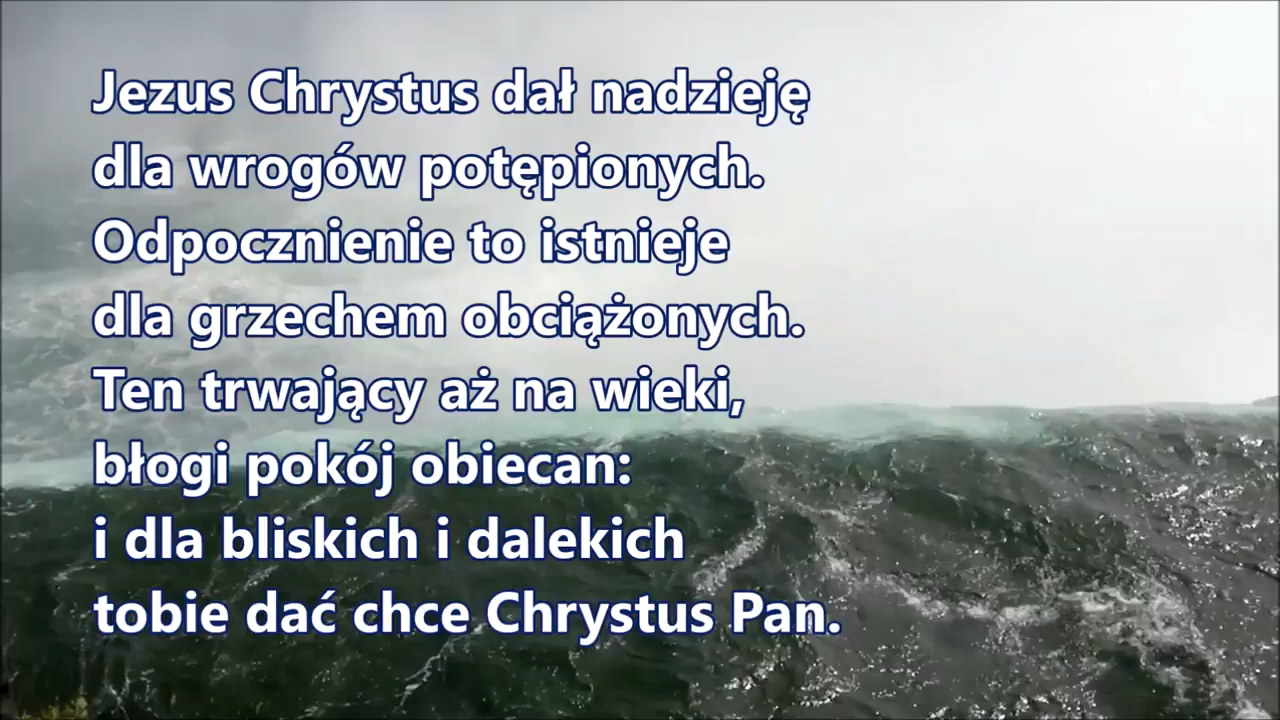 Jezus Chrystus dał nadzieję
dla wrogów potępionych.
Odpocznienie to istnieje
dla grzechem obciążonych.
Ten trwający aż na wieki,
błogi pokój obiecan:
i dla bliskich i dalekich
tobie dać chce Chrystus Pan.